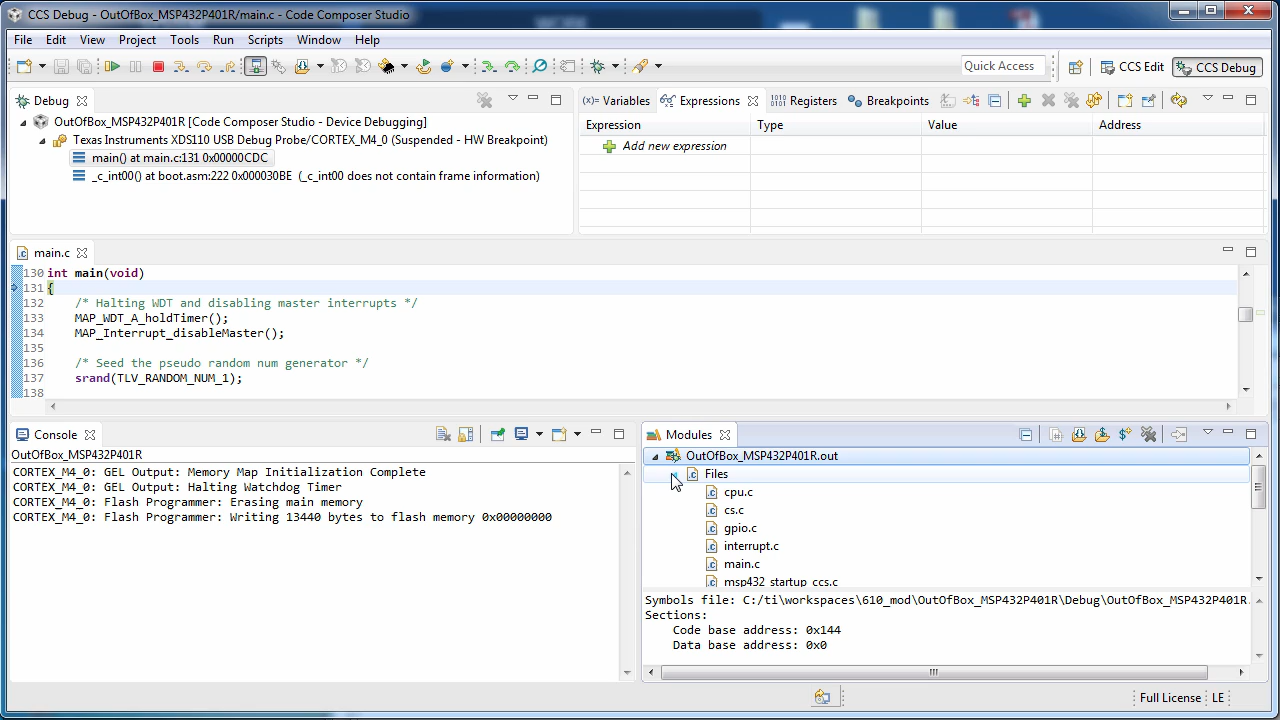 CCS Debug - OutOfBox_MSP432P401R/main.c - Code Composer Studio
File Edit View Project Tools Run Scripts Window Help
Quick Access CCS Edit CCS Debug
Debug
OutOfBox_MSP432P401R [Code Composer Studio - Device Debugging]
Texas Instruments XDS110 USB Debug Probe/CORTEX_M4_0 (Suspended - HW Breakpoint)
main() at main.c:131 0x00000CDC
_c_int00() at boot.asm:222 0x000030BE (_c_int00 does not contain frame information)
(x)= Variables Expressions Registers Breakpoints
Expression Type Value Address
Add new expression
main.c
130 int main(void)
131 {
132 /* Halting WDT and disabling master interrupts */
133 MAP_WDT_A_holdTimer();
134 MAP_Interrupt_disableMaster();
135
136 /* Seed the pseudo random num generator */
137 srand(TLV_RANDOM_NUM_1);
138
Console
OutOfBox_MSP432P401R
CORTEX_M4_0: GEL Output: Memory Map Initialization Complete
CORTEX_M4_0: GEL Output: Halting Watchdog Timer
CORTEX_M4_0: Flash Programmer: Erasing main memory
CORTEX_M4_0: Flash Programmer: Writing 13440 bytes to flash memory 0x00000000
Modules
OutOfBox_MSP432P401R.out
Files
cpu.c
cs.c
gpio.c
interrupt.c
main.c
msp432_startup_ccs.c
Symbols file: C:/ti\workspaces\610_mod\OutOfBox_MSP432P401R\Debug\OutOfBox_MSP432P401R.
Sections:
Code base address: 0x144
Data base address: 0x0
Full License LE